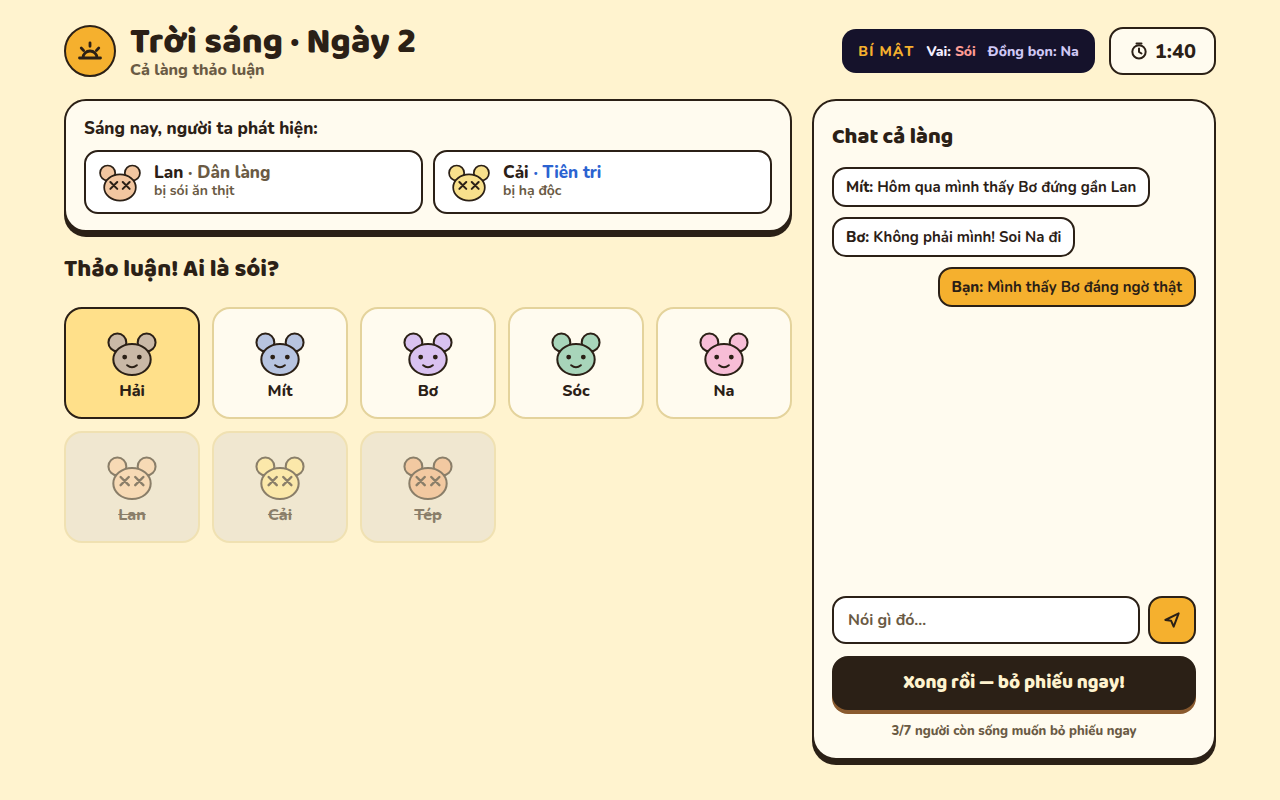 Trời sáng · Ngày 2
Cả làng thảo luận
BÍ MẬT Vai: Sói Đồng bọn: Na
1:40
Sáng nay, người ta phát hiện:
Lan · Dân làng
bị sói ăn thịt
Cải · Tiên tri
bị hạ độc
Thảo luận! Ai là sói?
Hải
Mít
Bơ
Sóc
Na
Lan
Cải
Tép
Chat cả làng
Mít: Hôm qua mình thấy Bơ đứng gần Lan
Bơ: Không phải mình! Soi Na đi
Bạn: Mình thấy Bơ đáng ngờ thật
Nói gì đó...
Xong rồi — bỏ phiếu ngay!
3/7 người còn sống muốn bỏ phiếu ngay